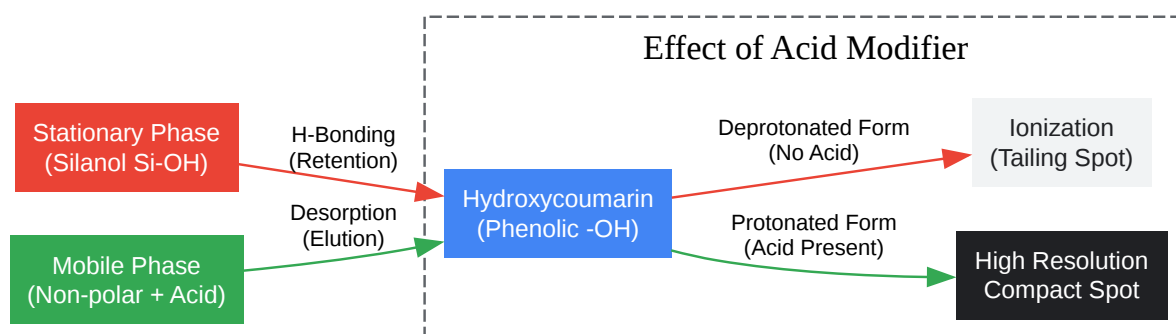 Effect of Acid Modifier
Stationary Phase
(Silanol Si-OH)
H-Bonding
(Retention)
Desorption
(Elution)
Mobile Phase
(Non-polar + Acid)
Hydroxycoumarin
(Phenolic -OH)
Deprotonated Form
(No Acid)
Protonated Form
(Acid Present)
Ionization
(Tailing Spot)
High Resolution
Compact Spot